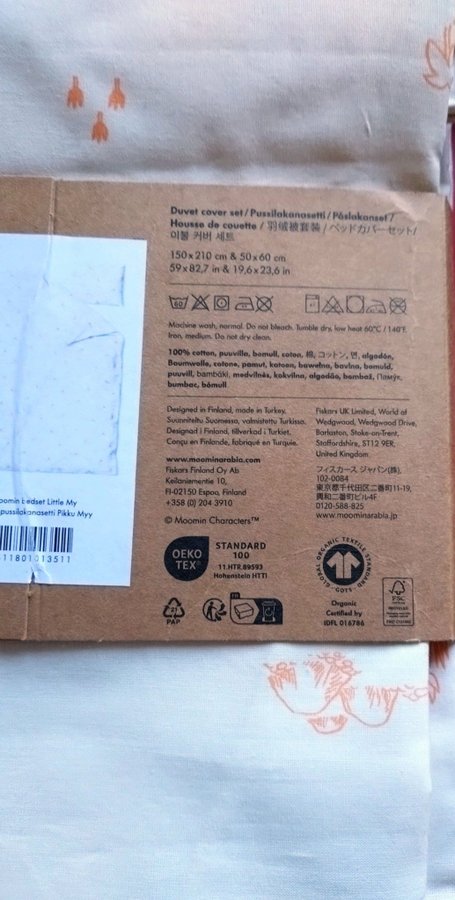 Duvet cover set / Pussilakanasetti / Påslakanset /
Housse de couette / 羽绒被套装 / ベッドカバーセット/
이불 커버 세트
150x210 cm & 50x60 cm
59x82,7 in & 19,6x23,6 in
60
Machine wash, normal. Do not bleach. Tumble dry, low heat 60°C / 140°F.
Iron, medium. Do not dry clean.
100% cotton, puuvilla, bomull, coton, 棉, コットン, 면, algodón,
Baumwolle, cotone, pamut, katoen, bawełna, bavlna, bomuld,
puuvill, bambaki, medvilnės, kokvilna, algodão, bombaž, Памук,
bumbac, bômull
Designed in Finland, made in Turkey.
Suunniteltu Suomessa, valmistettu Turkissa.
Designad i Finland, tillverkad i Turkiet.
Conçu en Finlande, fabriqué en Turquie.
www.moominarabia.com
Fiskars Finland Oy Ab
Keilaniementie 10,
FI-02150 Espoo, Finland
+358 (0) 204 3910
© Moomin Characters™
Fiskars UK Limited, World of
Wedgwood, Wedgwood Drive,
Barlaston, Stoke-on-Trent,
Staffordshire, ST12 9ER,
United Kingdom
フィスカース ジャパン(株)
102-0084
東京都千代田区二番町11-19,
興和二番町ビル4F
0120-588-825
www.moominarabia.jp
oomin Bedset Little My
pussilakanasetti Pikku Myy
11801013511
OEKO
TEX®
STANDARD
100
11.HTR.89593
Hohenstein HTTI
GLOBAL ORGANIC TEXTILE STANDARD
GOTS
Organic
Certified by
IDFL 016786
FSC
21
PAP